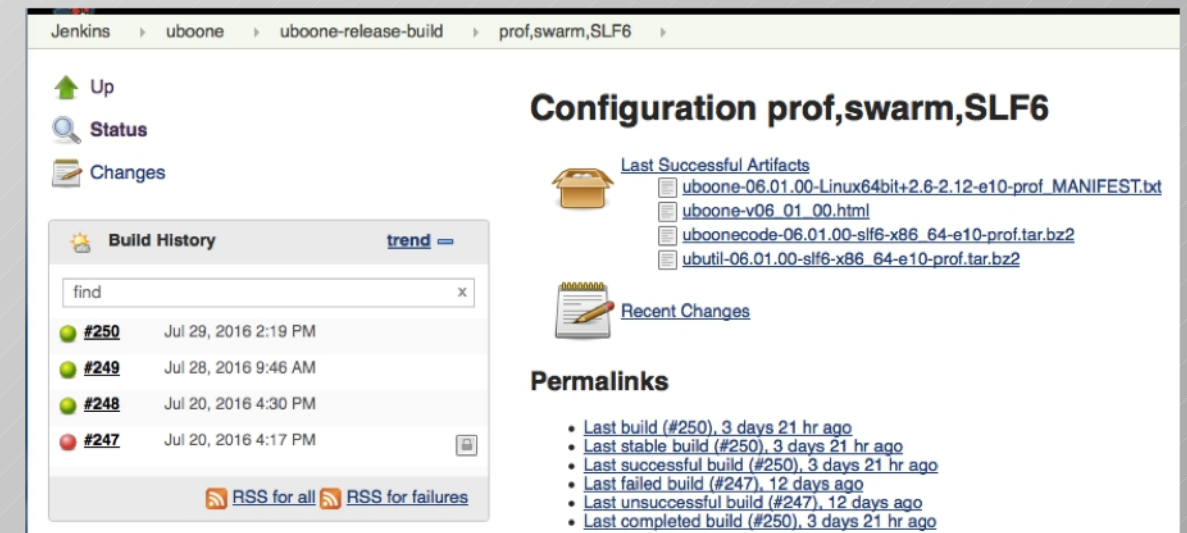 Jenkins › uboone › uboone-release-build › prof,swarm,SLF6 ›
Up
Status
Changes
Build History trend
find x
#250 Jul 29, 2016 2:19 PM
#249 Jul 28, 2016 9:46 AM
#248 Jul 20, 2016 4:30 PM
#247 Jul 20, 2016 4:17 PM
RSS for all RSS for failures
Configuration prof,swarm,SLF6
Last Successful Artifacts
uboone-06.01.00-Linux64bit+2.6-2.12-e10-prof_MANIFEST.txt
uboone-v06_01_00.html
uboonecode-06.01.00-slf6-x86_64-e10-prof.tar.bz2
ubutil-06.01.00-slf6-x86_64-e10-prof.tar.bz2
Recent Changes
Permalinks
• Last build (#250), 3 days 21 hr ago
• Last stable build (#250), 3 days 21 hr ago
• Last successful build (#250), 3 days 21 hr ago
• Last failed build (#247), 12 days ago
• Last unsuccessful build (#247), 12 days ago
• Last completed build (#250), 3 days 21 hr ago